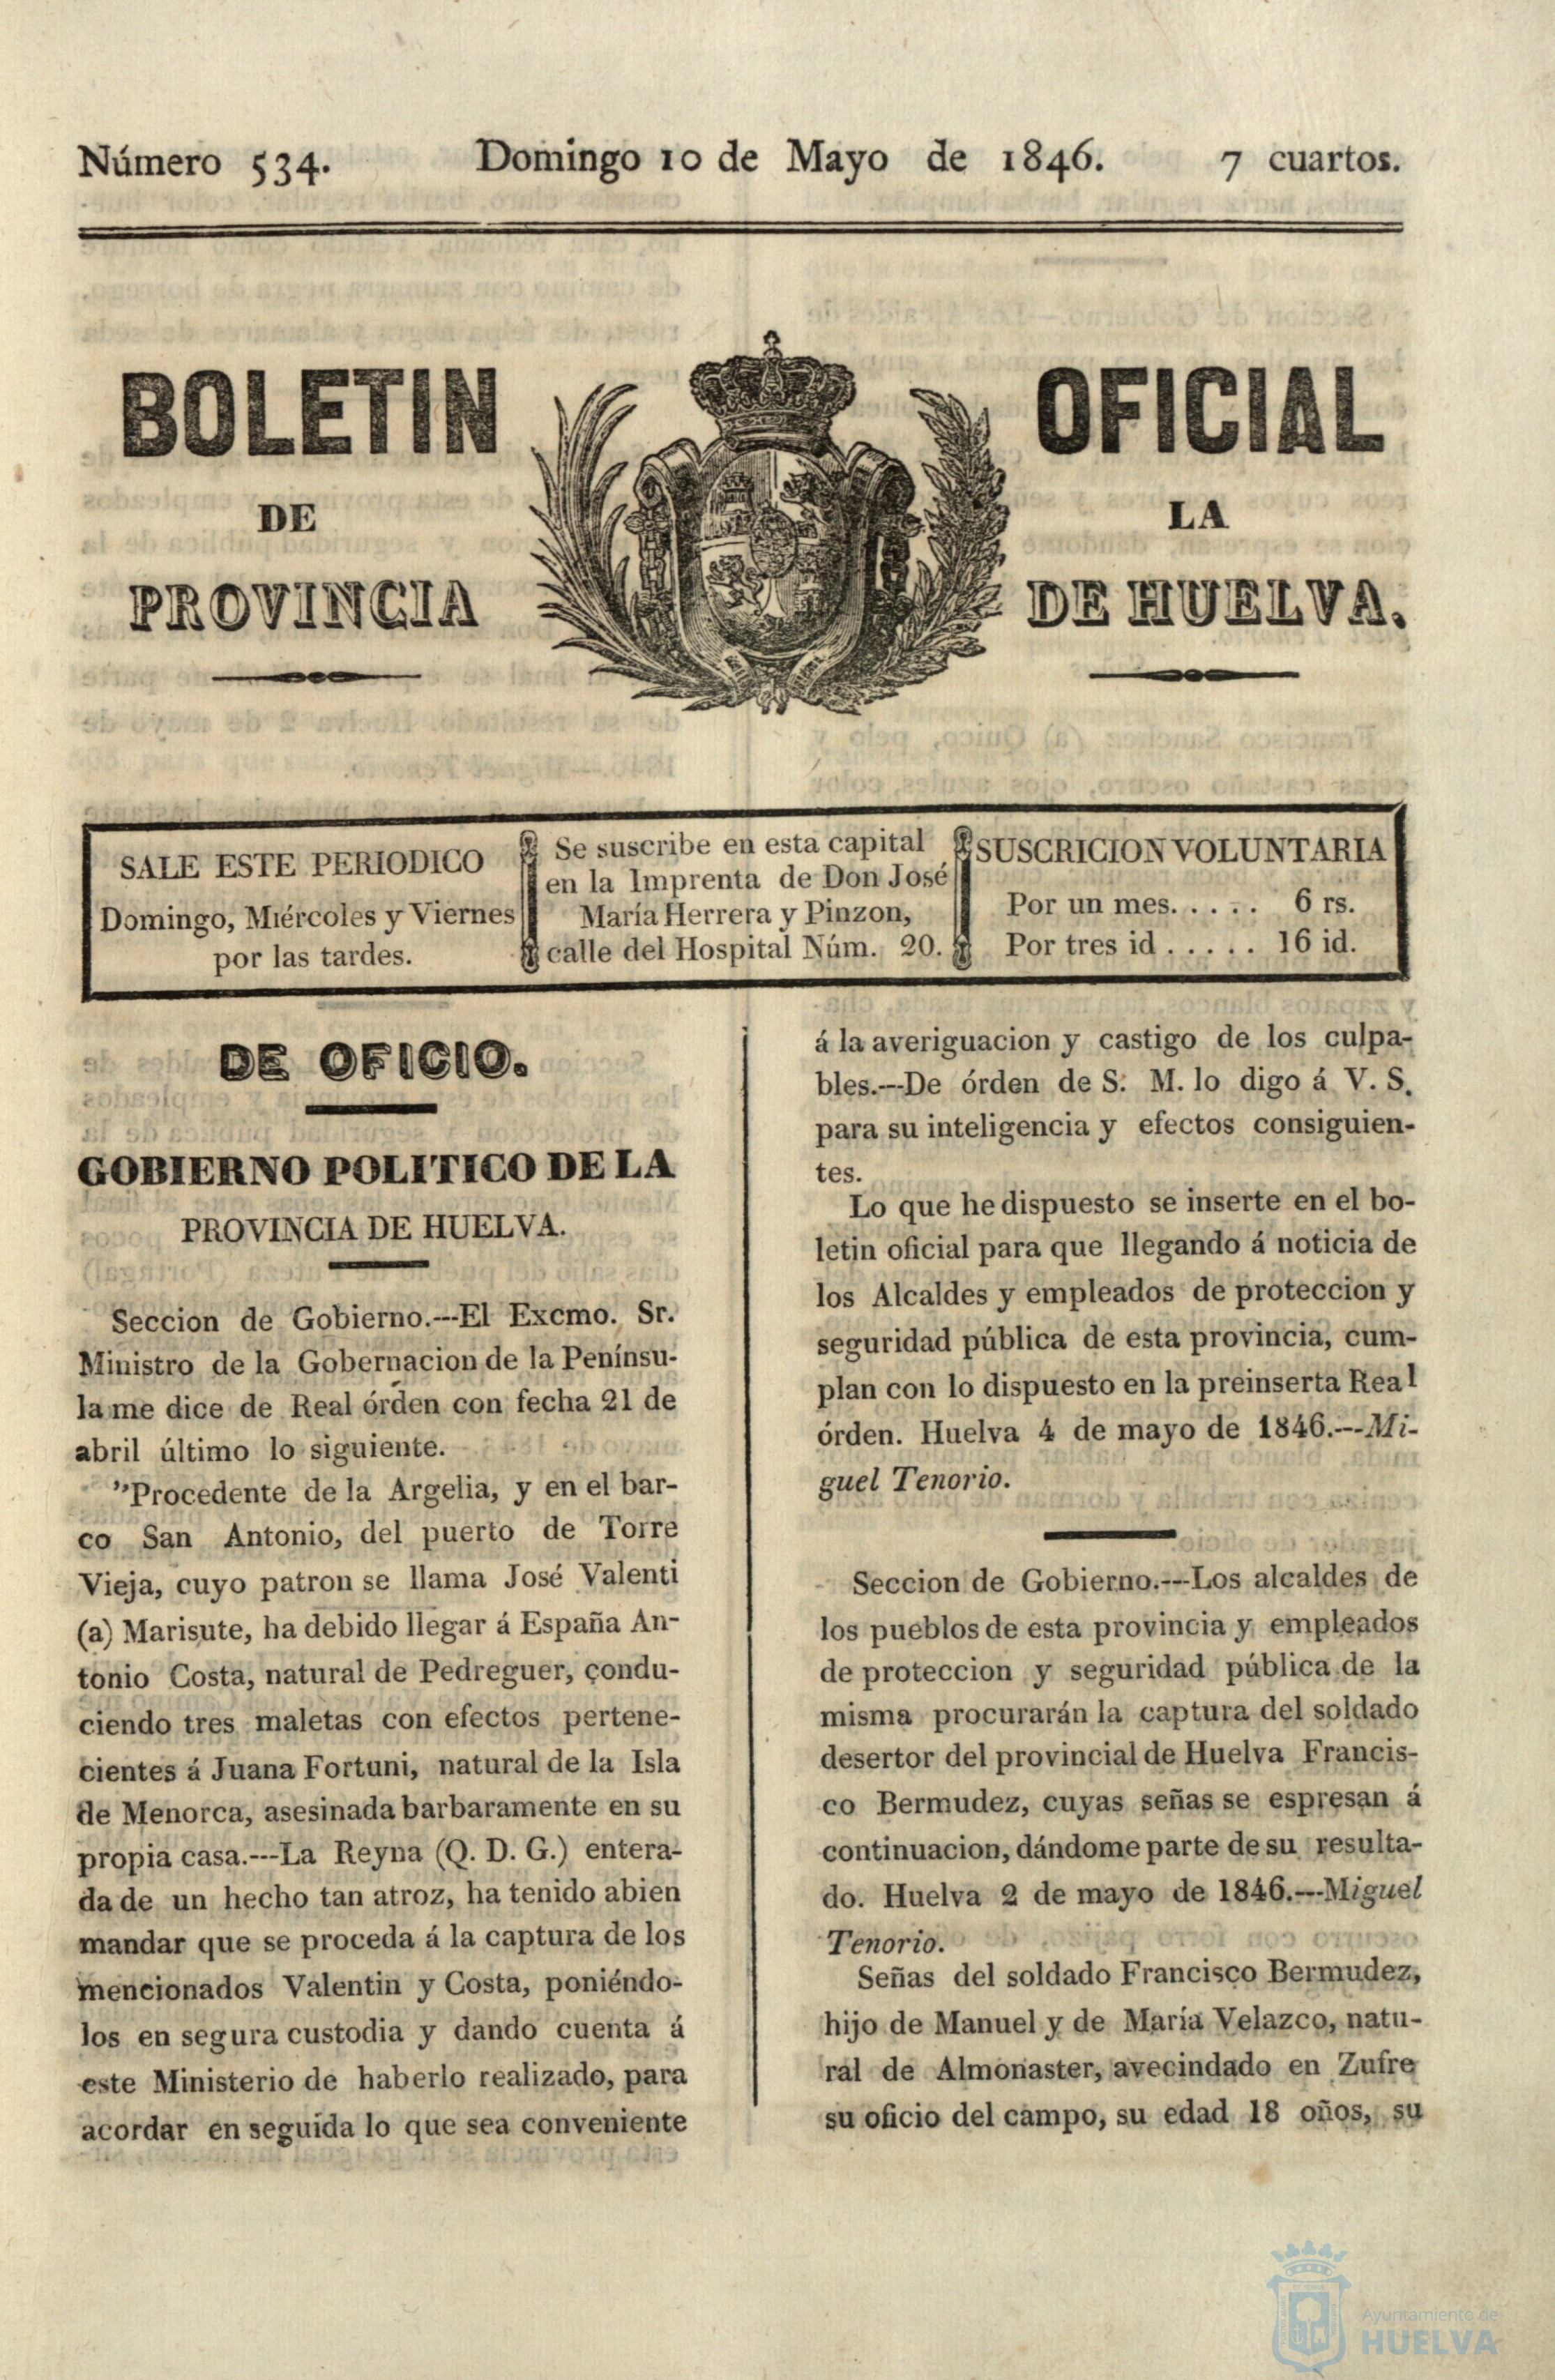 Número 534. Domingo 10 de Mayo de 1846. 7 cuartos.
BOLETIN OFICIAL
DE LA
PROVINCIA DE HUELVA.
SALE ESTE PERIODICO
Domingo, Miércoles y Viernes
por las tardes.
Se suscribe en esta capital
en la Imprenta de Don José
María Herrera y Pinzon,
calle del Hospital Núm. 20.
SUSCRICION VOLUNTARIA
Por un mes. . . . . 6 rs.
Por tres id . . . . . 16 id.
DE OFICIO.
GOBIERNO POLITICO DE LA
PROVINCIA DE HUELVA.
Seccion de Gobierno.---El Excmo. Sr.
Ministro de la Gobernacion de la Penínsu-
la me dice de Real órden con fecha 21 de
abril último lo siguiente.
"Procedente de la Argelia, y en el bar-
co San Antonio, del puerto de Torre
Vieja, cuyo patron se llama José Valenti
(a) Marisute, ha debido llegar á España An-
tonio Costa, natural de Pedreguer, condu-
ciendo tres maletas con efectos pertene-
cientes á Juana Fortuni, natural de la Isla
de Menorca, asesinada barbaramente en su
propia casa.---La Reyna (Q. D. G.) entera-
da de un hecho tan atroz, ha tenido abien
mandar que se proceda á la captura de los
mencionados Valentin y Costa, poniéndo-
los en segura custodia y dando cuenta á
este Ministerio de haberlo realizado, para
acordar en seguida lo que sea conveniente
á la averiguacion y castigo de los culpa-
bles.---De órden de S. M. lo digo á V. S.
para su inteligencia y efectos consiguien-
tes.
Lo que he dispuesto se inserte en el bo-
letin oficial para que llegando á noticia de
los Alcaldes y empleados de proteccion y
seguridad pública de esta provincia, cum-
plan con lo dispuesto en la preinserta Real
órden. Huelva 4 de mayo de 1846.---Mi-
guel Tenorio.
Seccion de Gobierno.---Los alcaldes de
los pueblos de esta provincia y empleados
de proteccion y seguridad pública de la
misma procurarán la captura del soldado
desertor del provincial de Huelva Francis-
co Bermudez, cuyas señas se espresan á
continuacion, dándome parte de su resulta-
do. Huelva 2 de mayo de 1846.---Miguel
Tenorio.
Señas del soldado Francisco Bermudez,
hijo de Manuel y de María Velazco, natu-
ral de Almonaster, avecindado en Zufre
su oficio del campo, su edad 18 oños, su
Ayuntamiento de
HUELVA